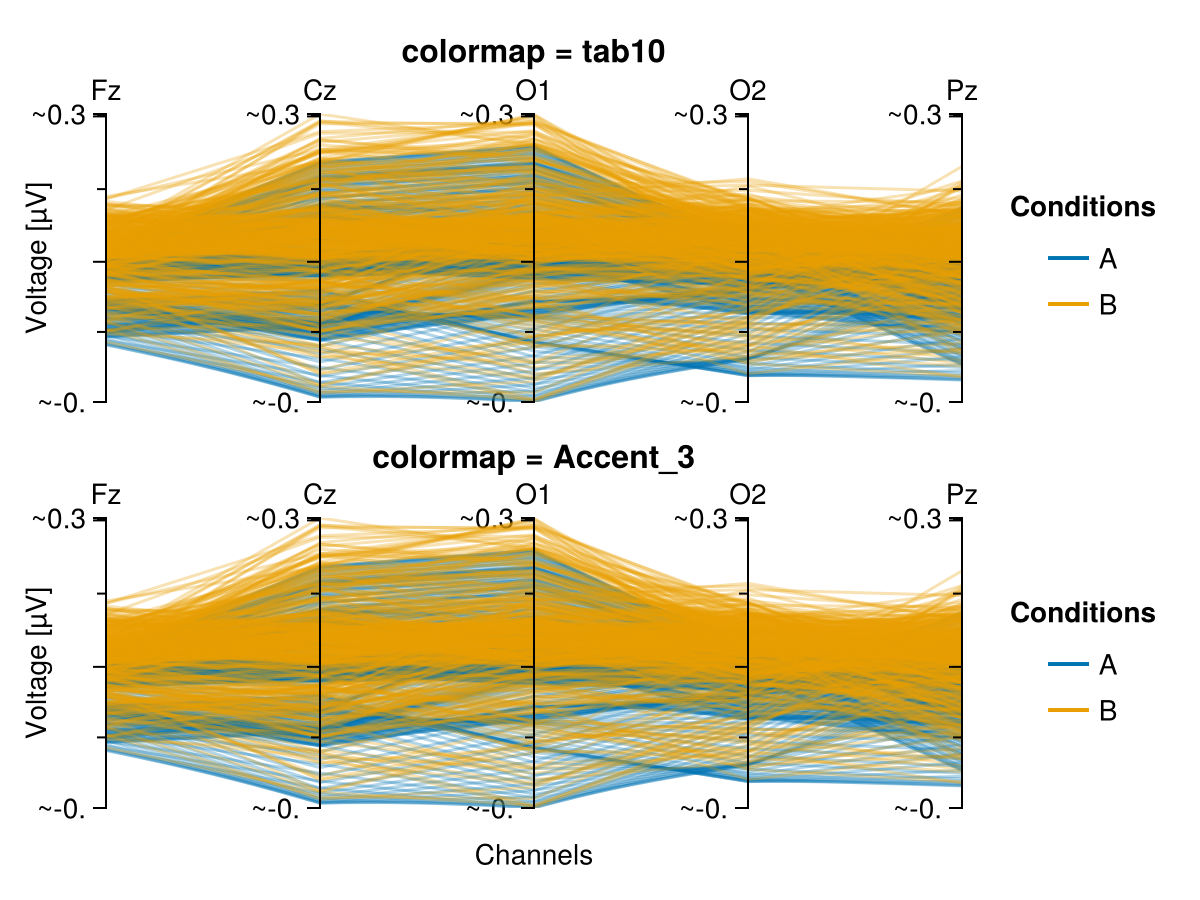 colormap = tab10
Fz Cz O1 O2 Pz
~0.3 ~0.3 ~0.3 ~0.3 ~0.3
Voltage [µV]
~-0. ~-0. ~-0. ~-0. ~-0.
Conditions
A
B
colormap = Accent_3
Fz Cz O1 O2 Pz
~0.3 ~0.3 ~0.3 ~0.3 ~0.3
Voltage [µV]
~-0. ~-0. ~-0. ~-0. ~-0.
Conditions
A
B
Channels